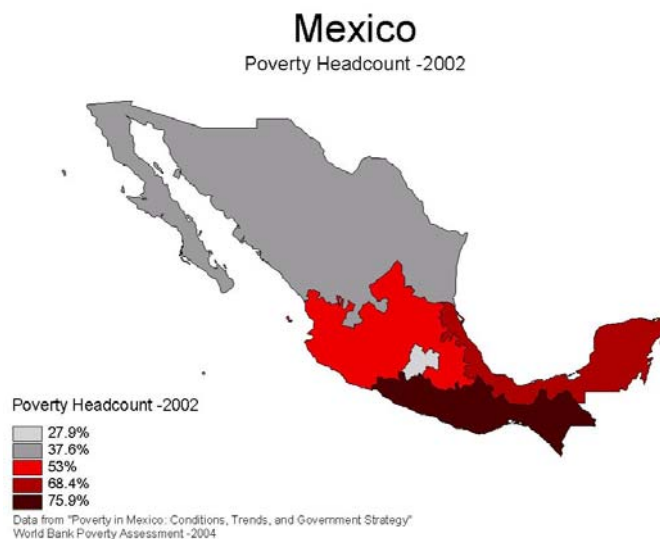 Mexico
Poverty Headcount -2002
Poverty Headcount -2002
27.9%
37.6%
53%
68.4%
75.9%
Data from "Poverty in Mexico: Conditions, Trends, and Government Strategy"
World Bank Poverty Assessment -2004